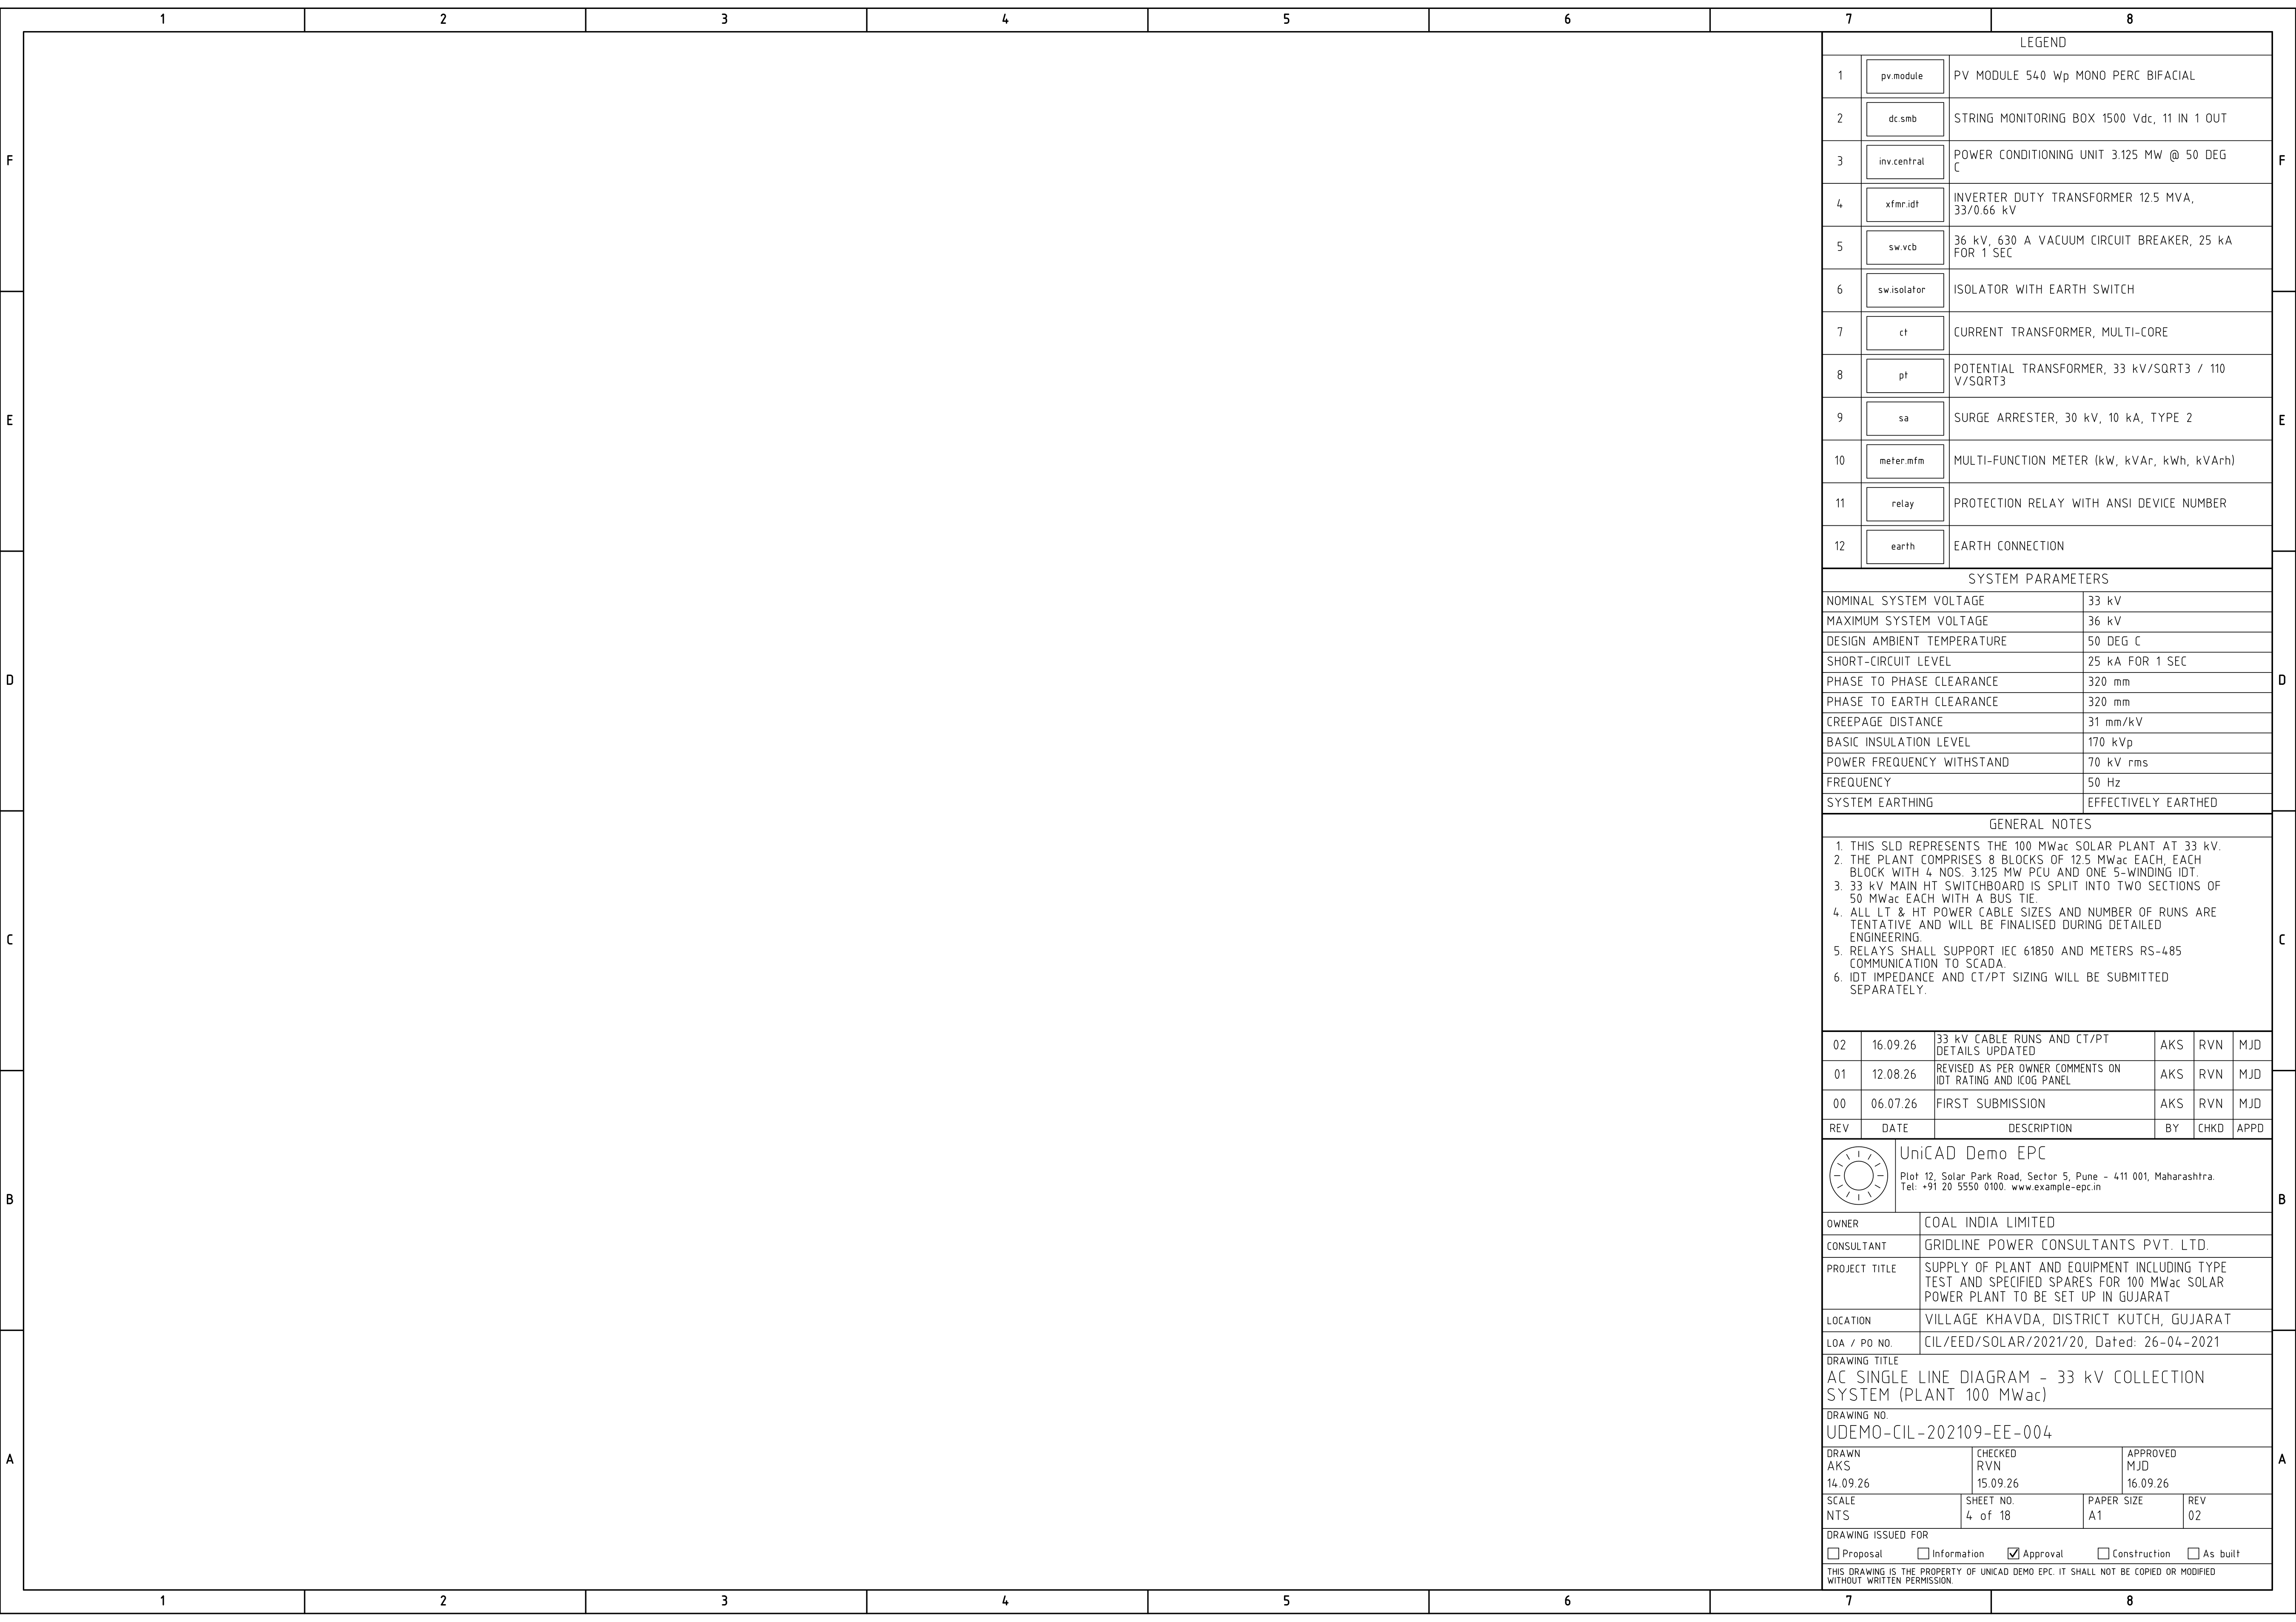 1 2 3 4 5 6 7 8
LEGEND
1 pv.module PV MODULE 540 Wp MONO PERC BIFACIAL
2 dc.smb STRING MONITORING BOX 1500 Vdc, 11 IN 1 OUT
3 inv.central POWER CONDITIONING UNIT 3.125 MW @ 50 DEG
C
4 xfmr.idt INVERTER DUTY TRANSFORMER 12.5 MVA,
33/0.66 kV
5 sw.vcb 36 kV, 630 A VACUUM CIRCUIT BREAKER, 25 kA
FOR 1 SEC
6 sw.isolator ISOLATOR WITH EARTH SWITCH
7 ct CURRENT TRANSFORMER, MULTI-CORE
8 pt POTENTIAL TRANSFORMER, 33 kV/SQRT3 / 110
V/SQRT3
9 sa SURGE ARRESTER, 30 kV, 10 kA, TYPE 2
10 meter.mfm MULTI-FUNCTION METER (kW, kVAr, kWh, kVArh)
11 relay PROTECTION RELAY WITH ANSI DEVICE NUMBER
12 earth EARTH CONNECTION
SYSTEM PARAMETERS
NOMINAL SYSTEM VOLTAGE 33 kV
MAXIMUM SYSTEM VOLTAGE 36 kV
DESIGN AMBIENT TEMPERATURE 50 DEG C
SHORT-CIRCUIT LEVEL 25 kA FOR 1 SEC
PHASE TO PHASE CLEARANCE 320 mm
PHASE TO EARTH CLEARANCE 320 mm
CREEPAGE DISTANCE 31 mm/kV
BASIC INSULATION LEVEL 170 kVp
POWER FREQUENCY WITHSTAND 70 kV rms
FREQUENCY 50 Hz
SYSTEM EARTHING EFFECTIVELY EARTHED
GENERAL NOTES
1. THIS SLD REPRESENTS THE 100 MWac SOLAR PLANT AT 33 kV.
2. THE PLANT COMPRISES 8 BLOCKS OF 12.5 MWac EACH, EACH
BLOCK WITH 4 NOS. 3.125 MW PCU AND ONE 5-WINDING IDT.
3. 33 kV MAIN HT SWITCHBOARD IS SPLIT INTO TWO SECTIONS OF
50 MWac EACH WITH A BUS TIE.
4. ALL LT & HT POWER CABLE SIZES AND NUMBER OF RUNS ARE
TENTATIVE AND WILL BE FINALISED DURING DETAILED
ENGINEERING.
5. RELAYS SHALL SUPPORT IEC 61850 AND METERS RS-485
COMMUNICATION TO SCADA.
6. IDT IMPEDANCE AND CT/PT SIZING WILL BE SUBMITTED
SEPARATELY.
02 16.09.26 33 kV CABLE RUNS AND CT/PT
DETAILS UPDATED AKS RVN MJD
01 12.08.26 REVISED AS PER OWNER COMMENTS ON
IDT RATING AND ICOG PANEL AKS RVN MJD
00 06.07.26 FIRST SUBMISSION AKS RVN MJD
REV DATE DESCRIPTION BY CHKD APPD
UniCAD Demo EPC
Plot 12, Solar Park Road, Sector 5, Pune - 411 001, Maharashtra.
Tel: +91 20 5550 0100. www.example-epc.in
OWNER COAL INDIA LIMITED
CONSULTANT GRIDLINE POWER CONSULTANTS PVT. LTD.
PROJECT TITLE SUPPLY OF PLANT AND EQUIPMENT INCLUDING TYPE
TEST AND SPECIFIED SPARES FOR 100 MWac SOLAR
POWER PLANT TO BE SET UP IN GUJARAT
LOCATION VILLAGE KHAVDA, DISTRICT KUTCH, GUJARAT
LOA / PO NO. CIL/EED/SOLAR/2021/20, Dated: 26-04-2021
DRAWING TITLE
AC SINGLE LINE DIAGRAM - 33 kV COLLECTION
SYSTEM (PLANT 100 MWac)
DRAWING NO.
UDEMO-CIL-202109-EE-004
DRAWN CHECKED APPROVED
AKS RVN MJD
14.09.26 15.09.26 16.09.26
SCALE SHEET NO. PAPER SIZE REV
NTS 4 of 18 A1 02
DRAWING ISSUED FOR
Proposal Information Approval Construction As built
THIS DRAWING IS THE PROPERTY OF UNICAD DEMO EPC. IT SHALL NOT BE COPIED OR MODIFIED
WITHOUT WRITTEN PERMISSION.
F F
E E
D D
C C
B B
A A
1 2 3 4 5 6 7 8